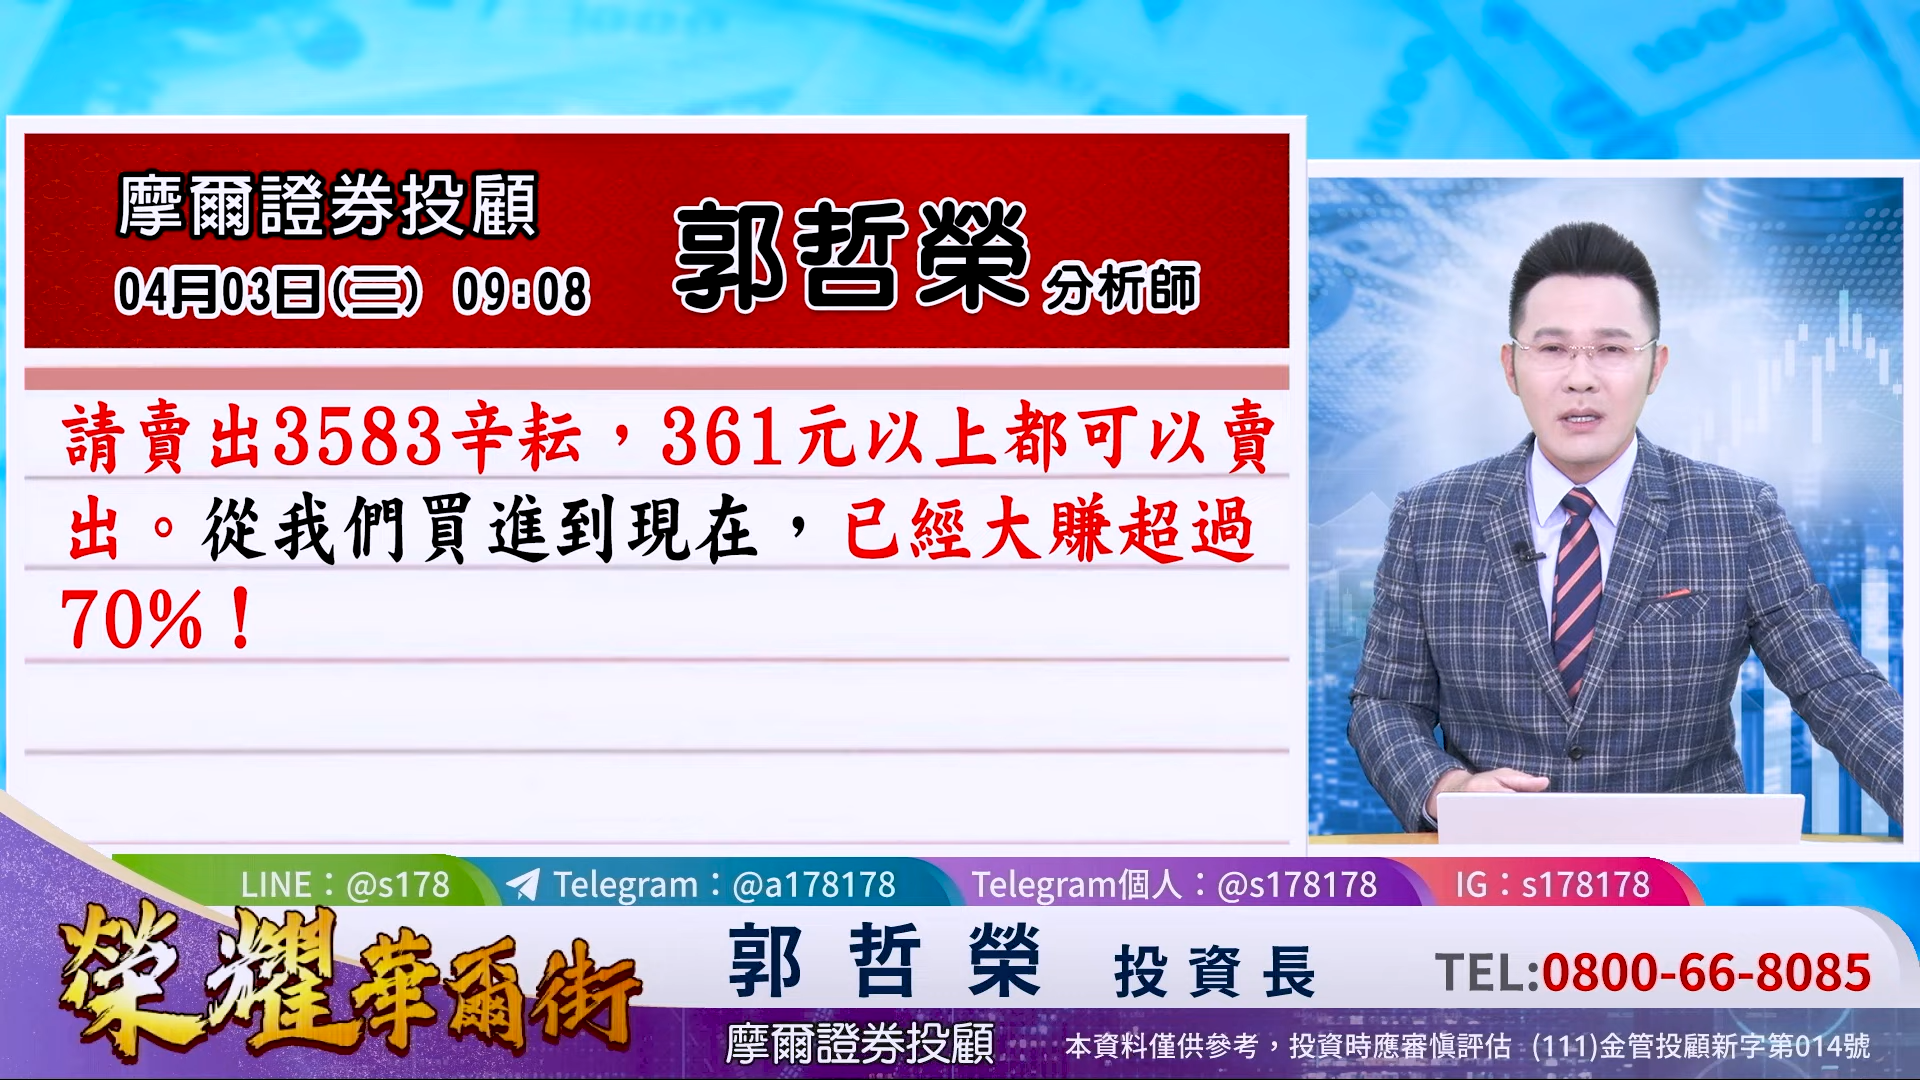 摩爾證券投顧
04月03日(三) 09:08
郭哲榮 分析師
請賣出3583辛耘，361元以上都可以賣
出。從我們買進到現在，已經大賺超過
70%！
LINE：@s178
Telegram：@a178178
Telegram個人：@s178178
IG：s178178
榮耀華爾街
郭哲榮 投資長
TEL:0800-66-8085
摩爾證券投顧
本資料僅供參考，投資時應審慎評估 (111)金管投顧新字第014號